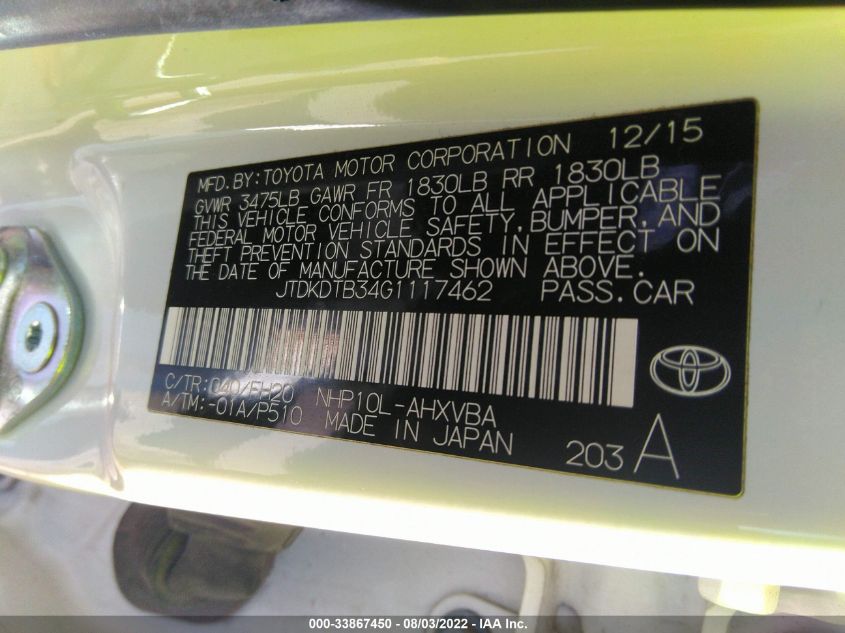 MFD. BY: TOYOTA MOTOR CORPORATION 12/15
GVWR 3475LB GAWR FR 1830LB RR 1830LB
THIS VEHICLE CONFORMS TO ALL APPLICABLE
FEDERAL MOTOR VEHICLE SAFETY, BUMPER, AND
THEFT PREVENTION STANDARDS IN EFFECT ON
THE DATE OF MANUFACTURE SHOWN ABOVE.
JTDKDTB34G1117462 PASS. CAR
C/TR: 040/FH20 NHP10L-AHXVBA
A/TM: -01A/P510 MADE IN JAPAN 203 A
000-33867450 - 08/03/2022 - IAA Inc.